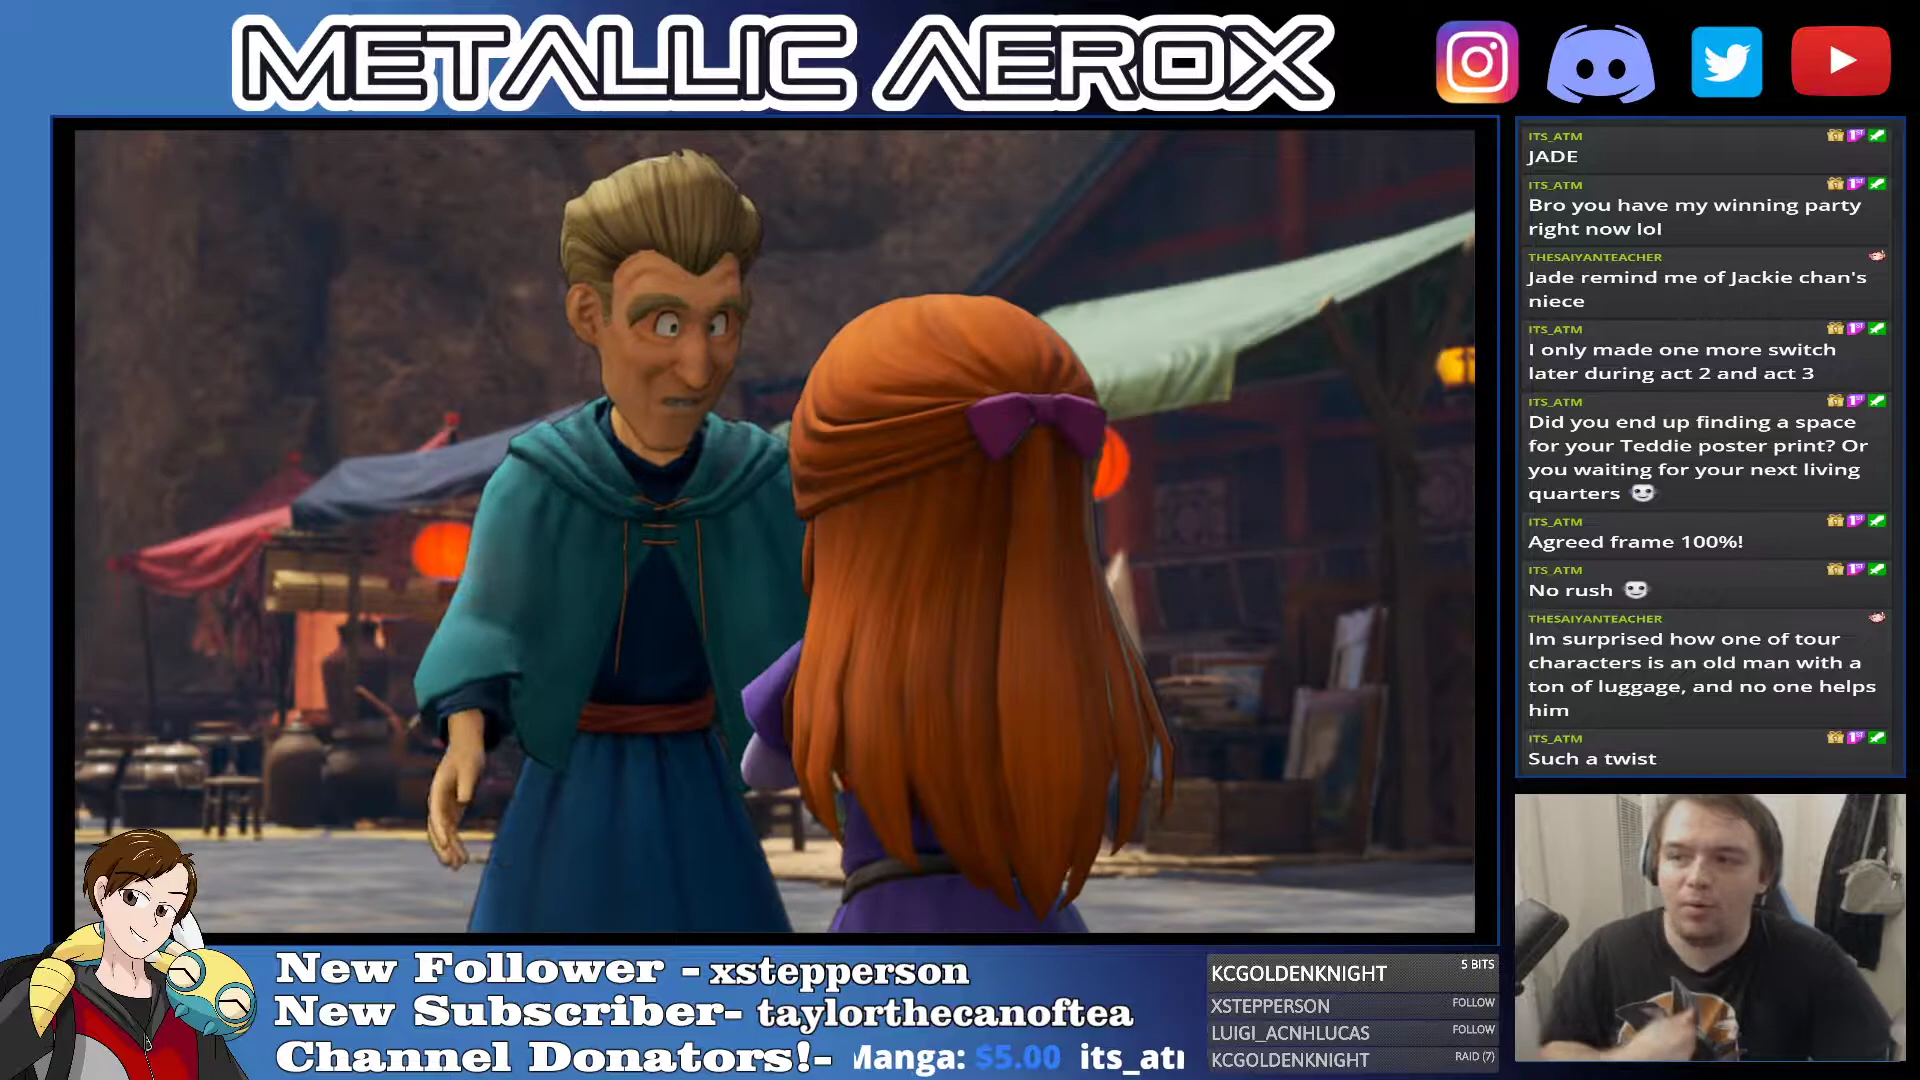 METALLIC AEROX
ITS_ATM
JADE
ITS_ATM
Bro you have my winning party
right now lol
THESAIYANTEACHER
Jade remind me of Jackie chan's
niece
ITS_ATM
I only made one more switch
later during act 2 and act 3
ITS_ATM
Did you end up finding a space
for your Teddie poster print? Or
you waiting for your next living
quarters
ITS_ATM
Agreed frame 100%!
ITS_ATM
No rush
THESAIYANTEACHER
Im surprised how one of tour
characters is an old man with a
ton of luggage, and no one helps
him
ITS_ATM
Such a twist
New Follower - xstepperson
New Subscriber- taylorthecanoftea
Channel Donators!- Manga: $5.00 its_at
KCGOLDENKNIGHT 5 BITS
XSTEPPERSON FOLLOW
LUIGI_ACNHLUCAS FOLLOW
KCGOLDENKNIGHT RAID (7)